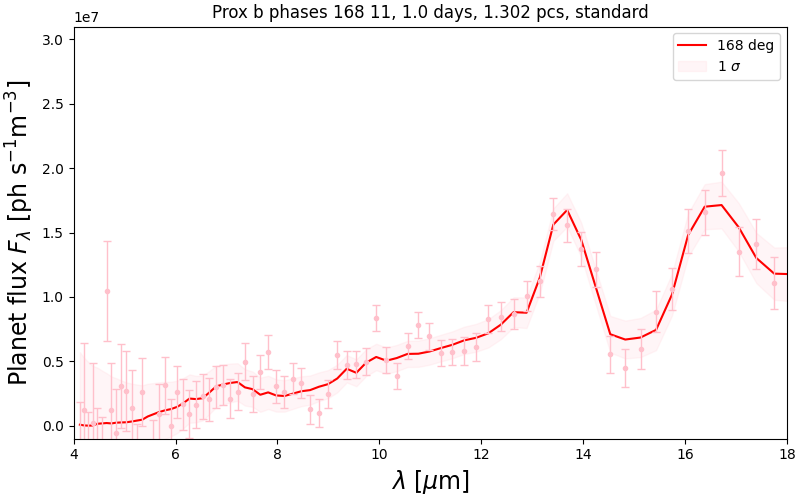 Prox b phases 168 11, 1.0 days, 1.302 pcs, standard
1e7
3.0
2.5
2.0
1.5
1.0
0.5
0.0
Planet flux F_λ [ph s⁻¹m⁻³]
168 deg
1 σ
4 6 8 10 12 14 16 18
λ [μm]